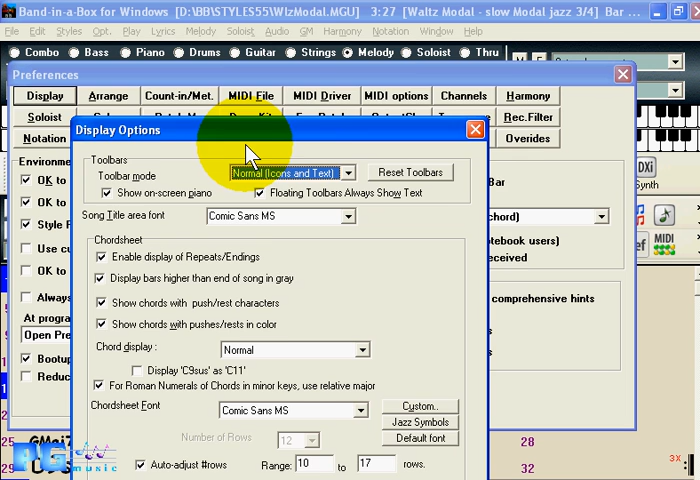 Band-in-a-Box for Windows [D:\BB\STYLES55\WlzModal.MGU] 3:27 [Waltz Modal - slow Modal jazz 3/4] Bar ...
File Edit Styles Opt. Play Melody Soloist Audio GM Harmony Notation Window Help
Combo Bass Piano Drums Guitar Strings Melody Soloist Thru
Preferences
Display Arrange Count-in/Met. MIDI File MIDI Driver MIDI options Channels Harmony
Soloist Rec.Filter
Notation Overrides
Display Options
Environme
Toolbars
OK to Toolbar mode Normal (Icons and Text) Reset Toolbars Bar
OK to Show on-screen piano Floating Toolbars Always Show Text
DXi
Synth
Style F Song Title area font Comic Sans MS chord)
Use cu Chordsheet otebook users)
OK to Enable display of Repeats/Endings eceived
Display bars higher than end of song in gray
Always Show chords with push/rest characters comprehensive hints
At progra Show chords with pushes/rests in color
Open Pre Chord display : Normal
Bootup Display 'C9sus' as 'C11'
Reduc For Roman Numerals of Chords in minor keys, use relative major
Chordsheet Font Comic Sans MS Custom..
Jazz Symbols
Number of Rows 12 Default font
25 GMaj7 28
Auto-adjust #rows Range: 10 to 17 rows.
29 32 3X
music